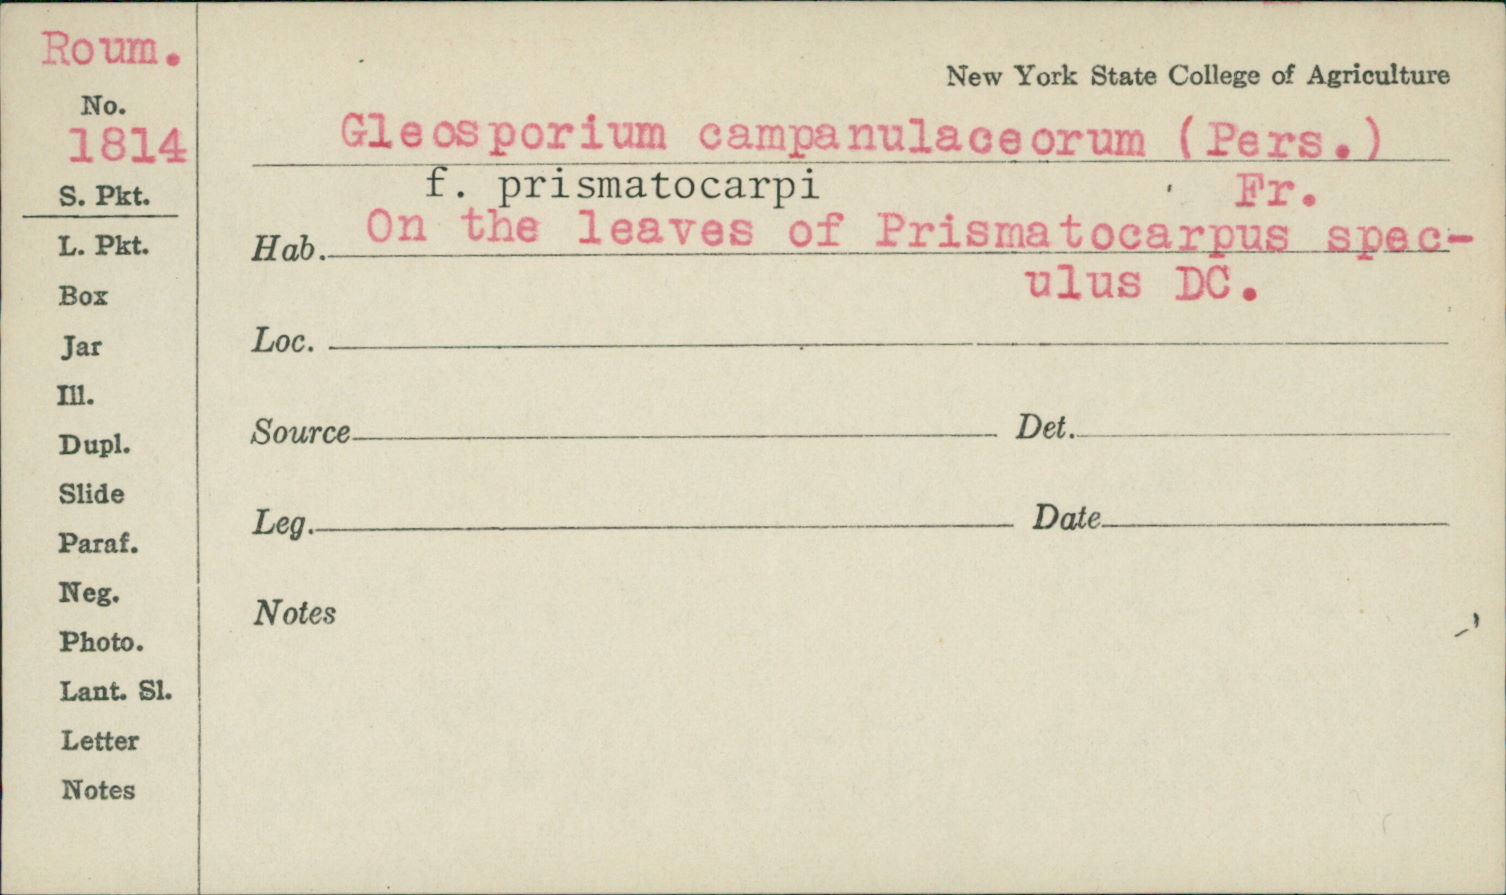 Roum.
No.
1814
S. Pkt.
L. Pkt.
Box
Jar
Ill.
Dupl.
Slide
Paraf.
Neg.
Photo.
Lant. Sl.
Letter
Notes
New York State College of Agriculture
Gleosporium campanulaceorum (Pers.)
f. prismatocarpi Fr.
Hab. On the leaves of Prismatocarpus spec-
ulus DC.
Loc.
Source Det.
Leg. Date
Notes